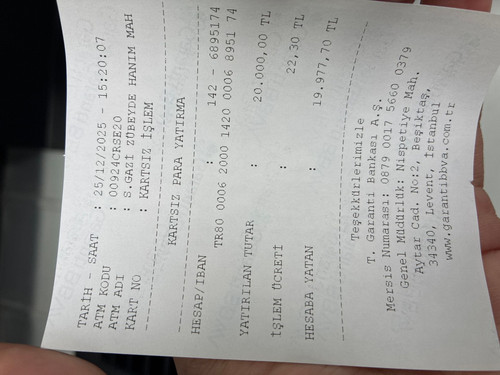 TARİH - SAAT : 25/12/2025 - 15:20:07
ATM KODU : 00924CRSE20
ATM ADI : S.GAZİ ZÜBEYDE HANIM MAH
KART NO : KARTSIZ İŞLEM
KARTSIZ PARA YATIRMA
HESAP/IBAN : 142 - 6895174
TR80 0006 2000 1420 0006 8951 74
YATIRILAN TUTAR : 20.000,00 TL
İŞLEM ÜCRETİ : 22,30 TL
HESABA YATAN : 19.977,70 TL
Teşekkürlerimizle
T. Garanti Bankası A.Ş.
Mersis Numarası: 0879 0017 5660 0379
Genel Müdürlük: Nispetiye Mah.
Aytar Cad. No:2, Beşiktaş,
34340, Levent, İstanbul
www.garantibbva.com.tr